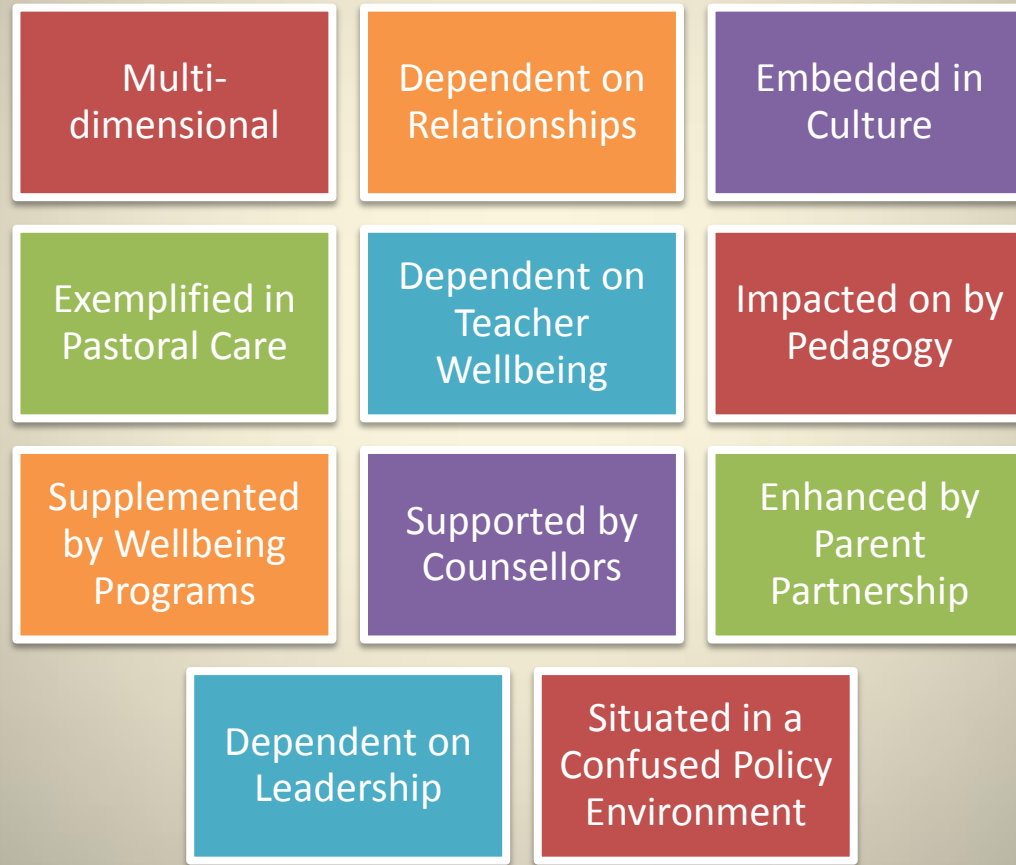 Multi-
dimensional
Dependent on
Relationships
Embedded in
Culture
Exemplified in
Pastoral Care
Dependent on
Teacher
Wellbeing
Impacted on by
Pedagogy
Supplemented
by Wellbeing
Programs
Supported by
Counsellors
Enhanced by
Parent
Partnership
Dependent on
Leadership
Situated in a
Confused Policy
Environment